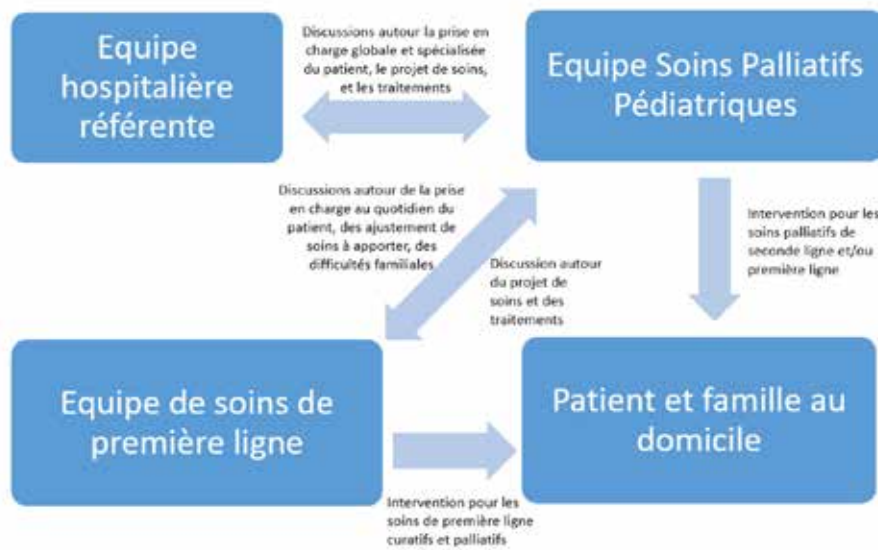 Equipe
hospitalière
référente
Discussions autour la prise en
charge globale et spécialisée
du patient, le projet de soins,
et les traitements
Equipe Soins Palliatifs
Pédiatriques
Discussions autour de la prise
en charge au quotidien du
patient, des ajustement de
soins à apporter, des
difficultés familiales
Discussion autour
du projet de
soins et des
traitements
Intervention pour les
soins palliatifs de
seconde ligne et/ou
première ligne
Equipe de soins de
première ligne
Intervention pour les
soins de première ligne
curatifs et palliatifs
Patient et famille au
domicile